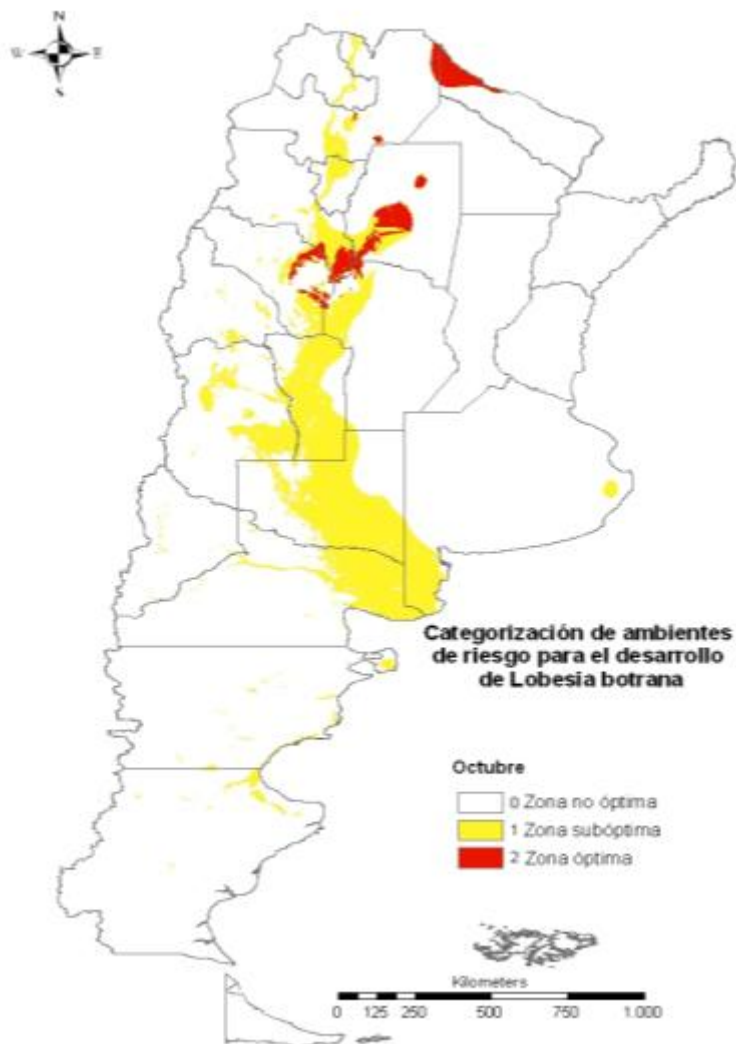 N
W E
S
Categorización de ambientes
de riesgo para el desarrollo
de Lobesia botrana
Octubre
0 Zona no óptima
1 Zona subóptima
2 Zona óptima
Kilometers
0 125 250 500 750 1.000